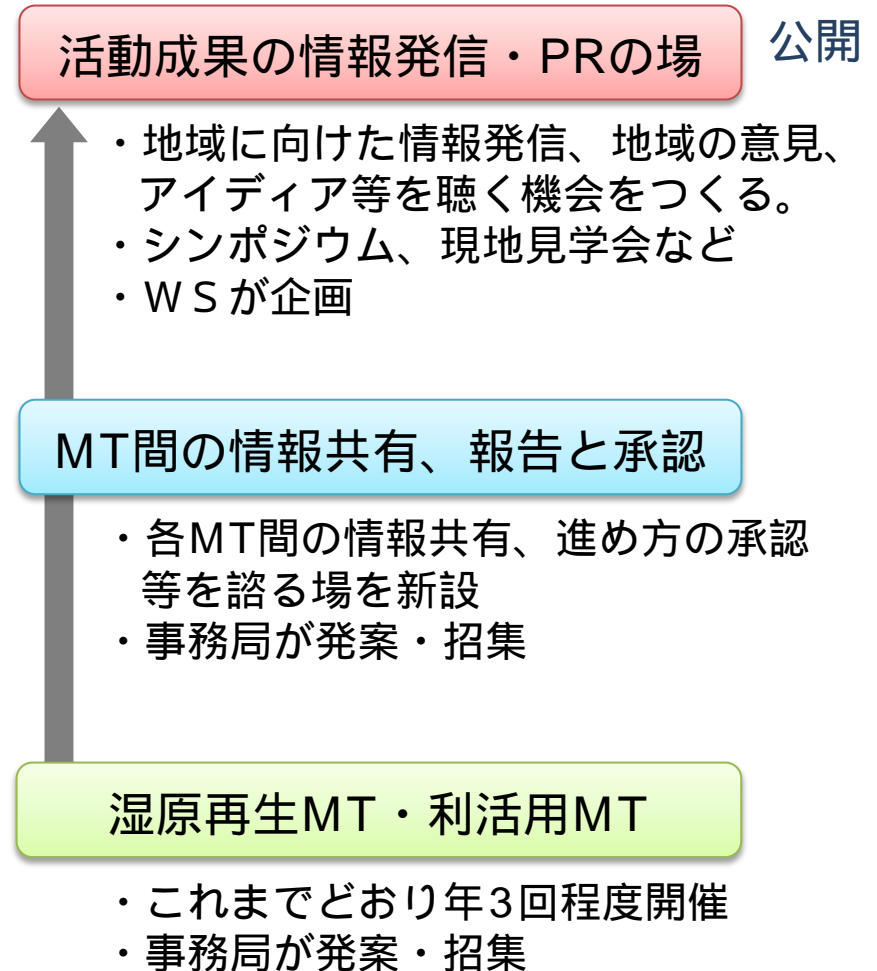 活動成果の情報発信・PRの場
公開
・地域に向けた情報発信、地域の意見、
アイディア等を聴く機会をつくる。
・シンポジウム、現地見学会など
・ＷＳが企画
MT間の情報共有、報告と承認
・各MT間の情報共有、進め方の承認
等を諮る場を新設
・事務局が発案・招集
湿原再生MT・利活用MT
・これまでどおり年3回程度開催
・事務局が発案・招集